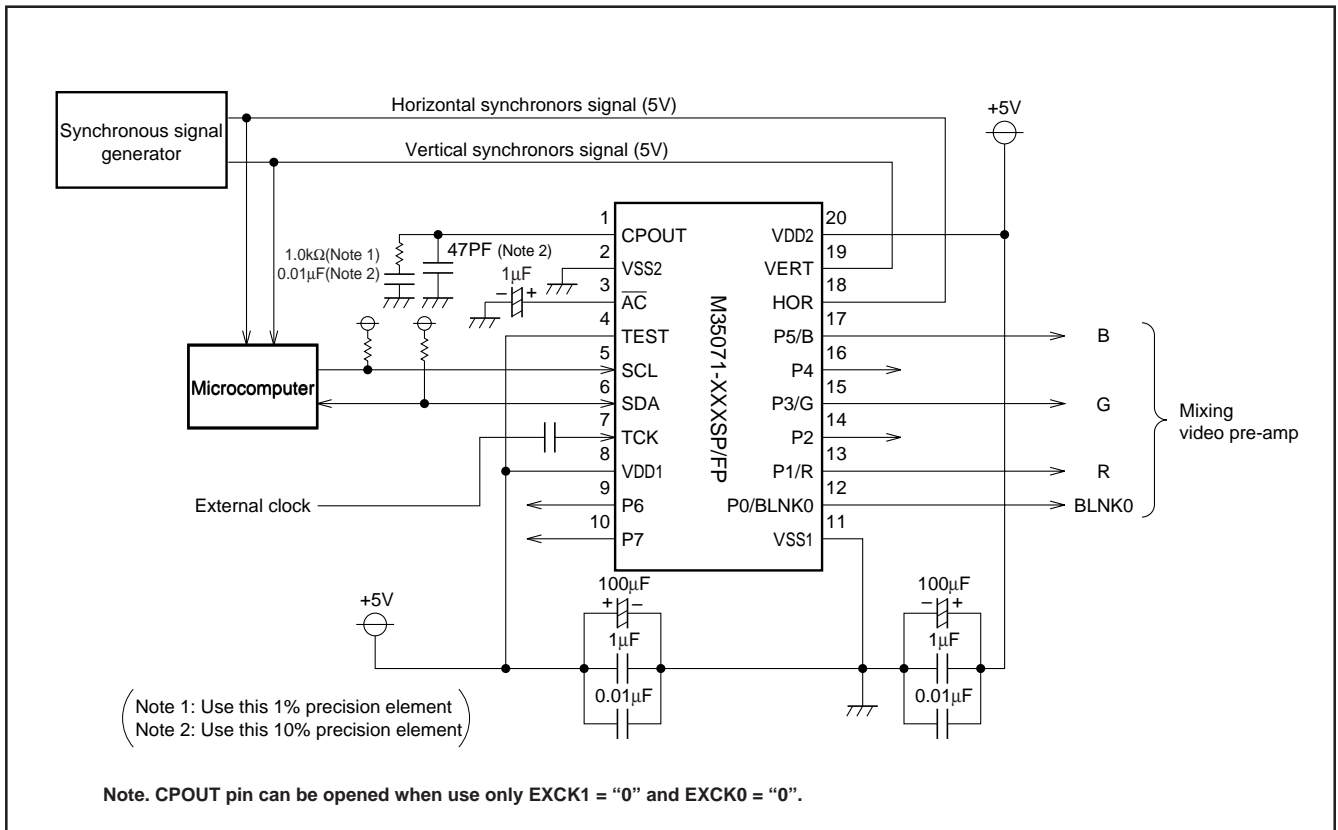 Horizontal synchronors signal (5V)
+5V
Synchronous signal
generator
Vertical synchronors signal (5V)
1
20
CPOUT
VDD2
47PF (Note 2)
1.0kΩ(Note 1)
2
19
0.01µF(Note 2)
VSS2
VERT
1µF
3
18
– +
AC
HOR
4
17
TEST
P5/B
B
5
16
SCL
P4
Microcomputer
6
15
SDA
P3/G
G
Mixing
video pre-amp
7
14
TCK
P2
8
13
VDD1
P1/R
R
External clock
9
12
P6
P0/BLNK0
BLNK0
10
11
P7
VSS1
M35071-XXXSP/FP
+5V
100µF
+ –
1µF
0.01µF
100µF
– +
1µF
0.01µF
Note 1: Use this 1% precision element
Note 2: Use this 10% precision element
Note. CPOUT pin can be opened when use only EXCK1 = “0” and EXCK0 = “0”.